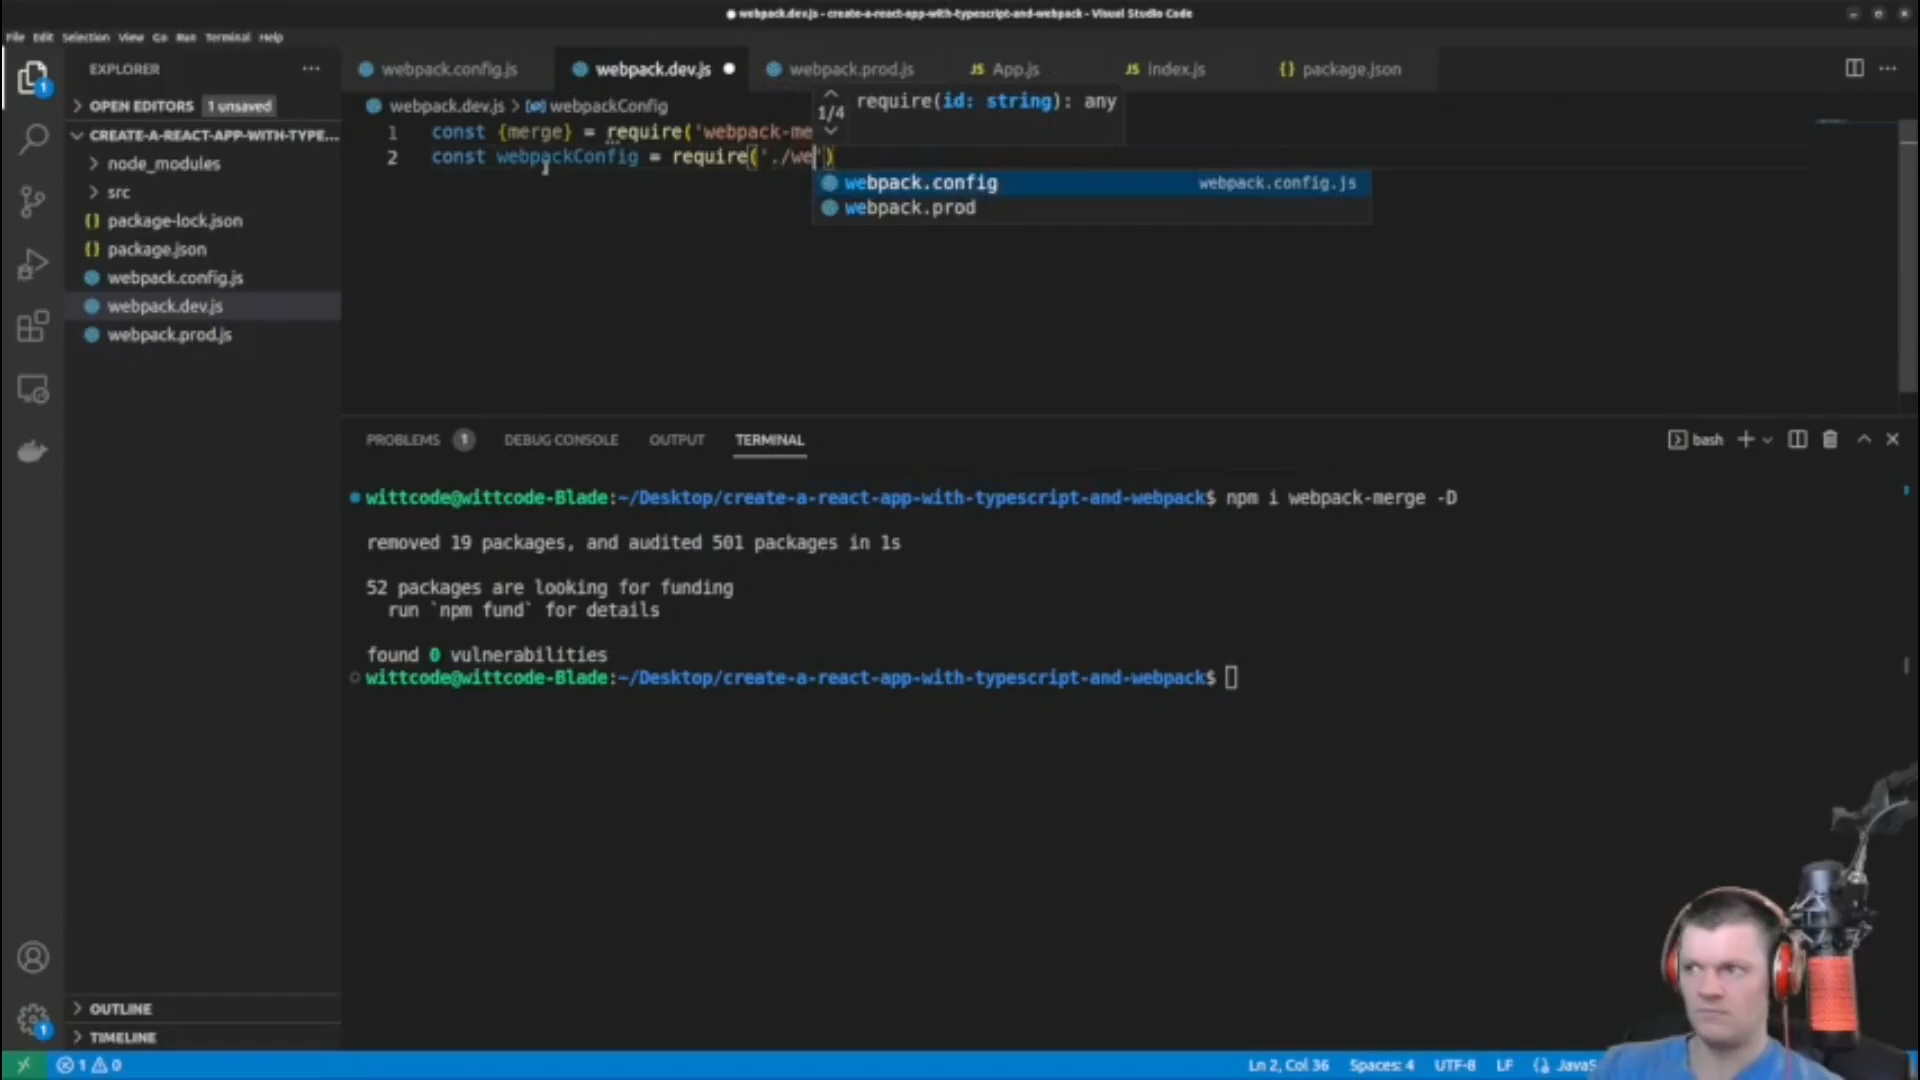 webpack.dev.js - create-a-react-app-with-typescript-and-webpack - Visual Studio Code
File Edit Selection View Go Run Terminal Help
EXPLORER
webpack.config.js
webpack.dev.js
webpack.prod.js
JS App.js
JS index.js
{} package.json
OPEN EDITORS 1 unsaved
CREATE-A-REACT-APP-WITH-TYPE...
node_modules
src
{} package-lock.json
{} package.json
webpack.config.js
webpack.dev.js
webpack.prod.js
OUTLINE
TIMELINE
webpack.dev.js > webpackConfig
1/4 require(id: string): any
1 const {merge} = require('webpack-me
2 const webpackConfig = require('./we')
webpack.config webpack.config.js
webpack.prod
PROBLEMS 1 DEBUG CONSOLE OUTPUT TERMINAL
bash
wittcode@wittcode-Blade:~/Desktop/create-a-react-app-with-typescript-and-webpack$ npm i webpack-merge -D
removed 19 packages, and audited 501 packages in 1s
52 packages are looking for funding
run `npm fund` for details
found 0 vulnerabilities
wittcode@wittcode-Blade:~/Desktop/create-a-react-app-with-typescript-and-webpack$
1
1
1 0
Ln 2, Col 36 Spaces: 4 UTF-8 LF {} JavaS